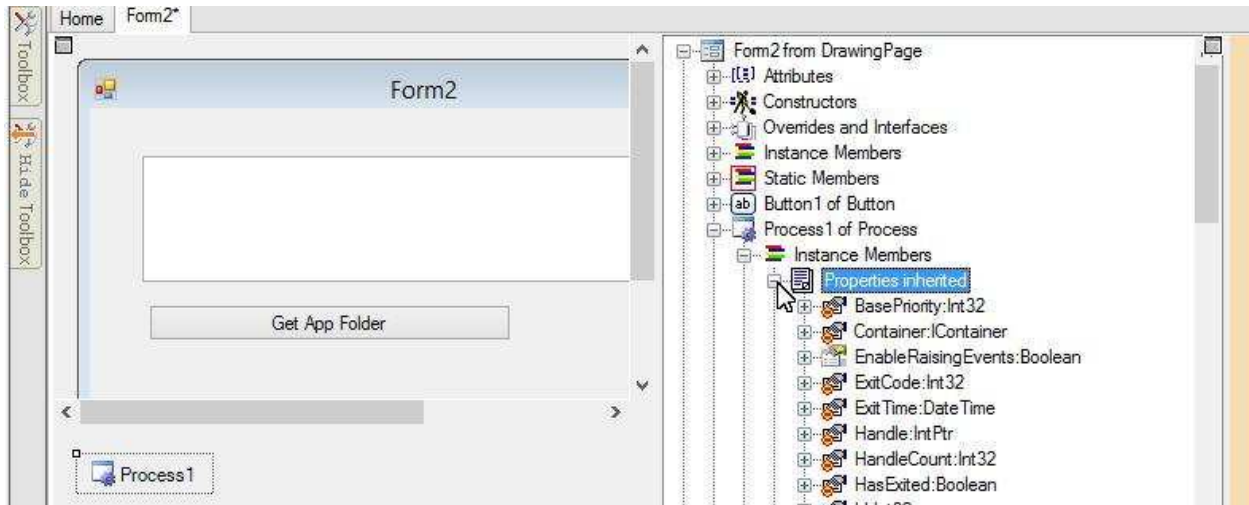 Toolbox
Hide Toolbox
Home
Form2*
Form2
Get App Folder
Process1
Form2 from DrawingPage
Attributes
Constructors
Overrides and Interfaces
Instance Members
Static Members
ab Button1 of Button
Process1 of Process
Instance Members
Properties inherited
BasePriority:Int32
Container:IContainer
EnableRaisingEvents:Boolean
ExitCode:Int32
ExitTime:DateTime
Handle:IntPtr
HandleCount:Int32
HasExited:Boolean